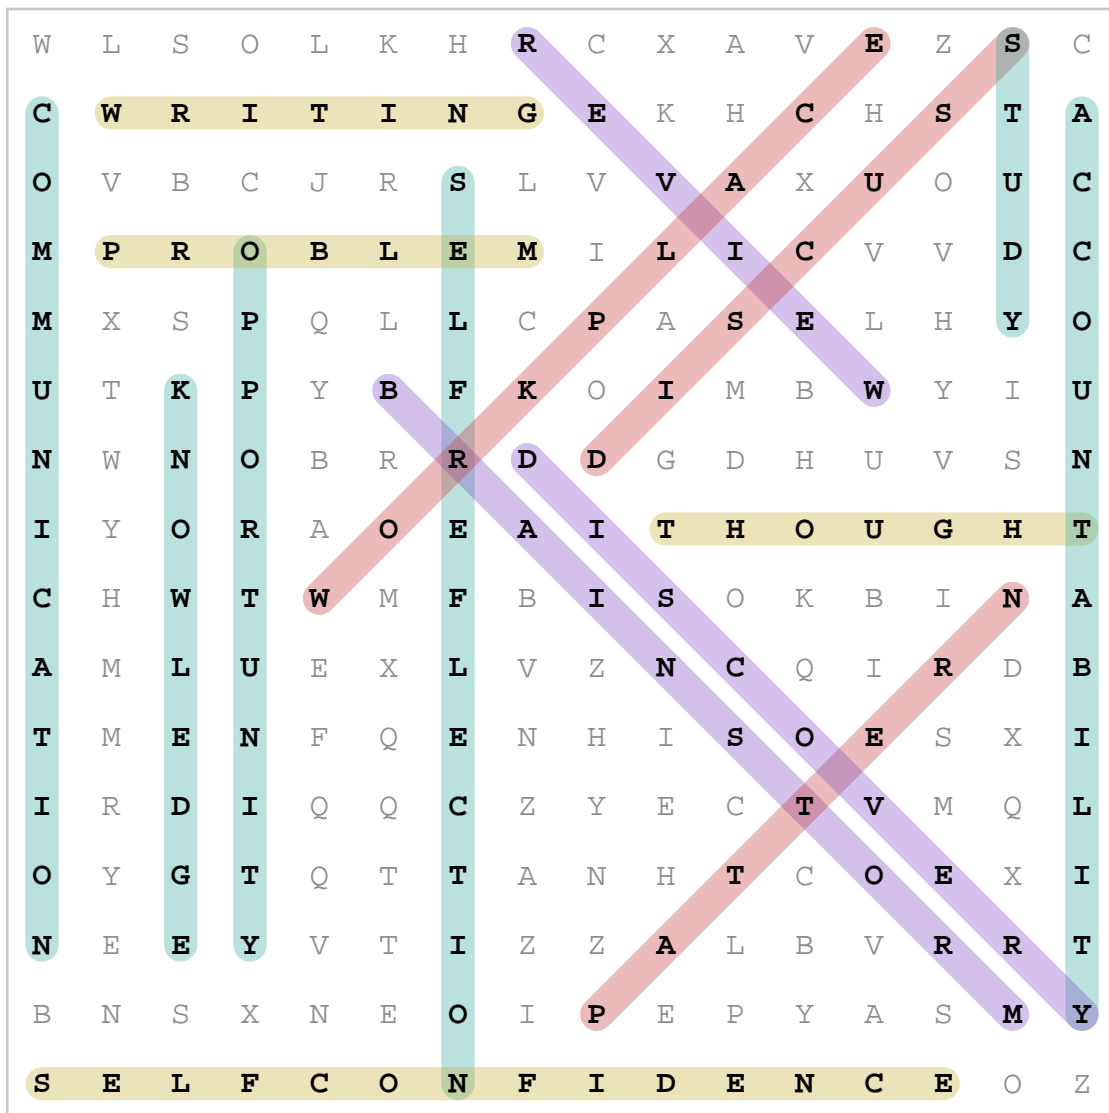 W L S O L K H R C X A V E Z S C
C W R I T I N G E K H C H S T A
O V B C J R S L V V A X U O U C
M P R O B L E M I L I C V V D C
M X S P Q L L C P A S E L H Y O
U T K P Y B F K O I M B W Y I U
N W N O B R R D D G D H U V S N
I Y O R A O E A I T H O U G H T
C H W T W M F B I S O K B I N A
A M L U E X L V Z N C Q I R D B
T M E N F Q E N H I S O E S X I
I R D I Q Q C Z Y E C T V M Q L
O Y G T Q T T A N H T C O E X I
N E E Y V T I Z Z A L B V R R T
B N S X N E O I P E P Y A S M Y
S E L F C O N F I D E N C E O Z